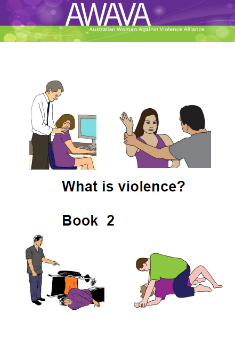 AWAVA
Australian Women Against Violence Alliance
What is violence?
Book 2